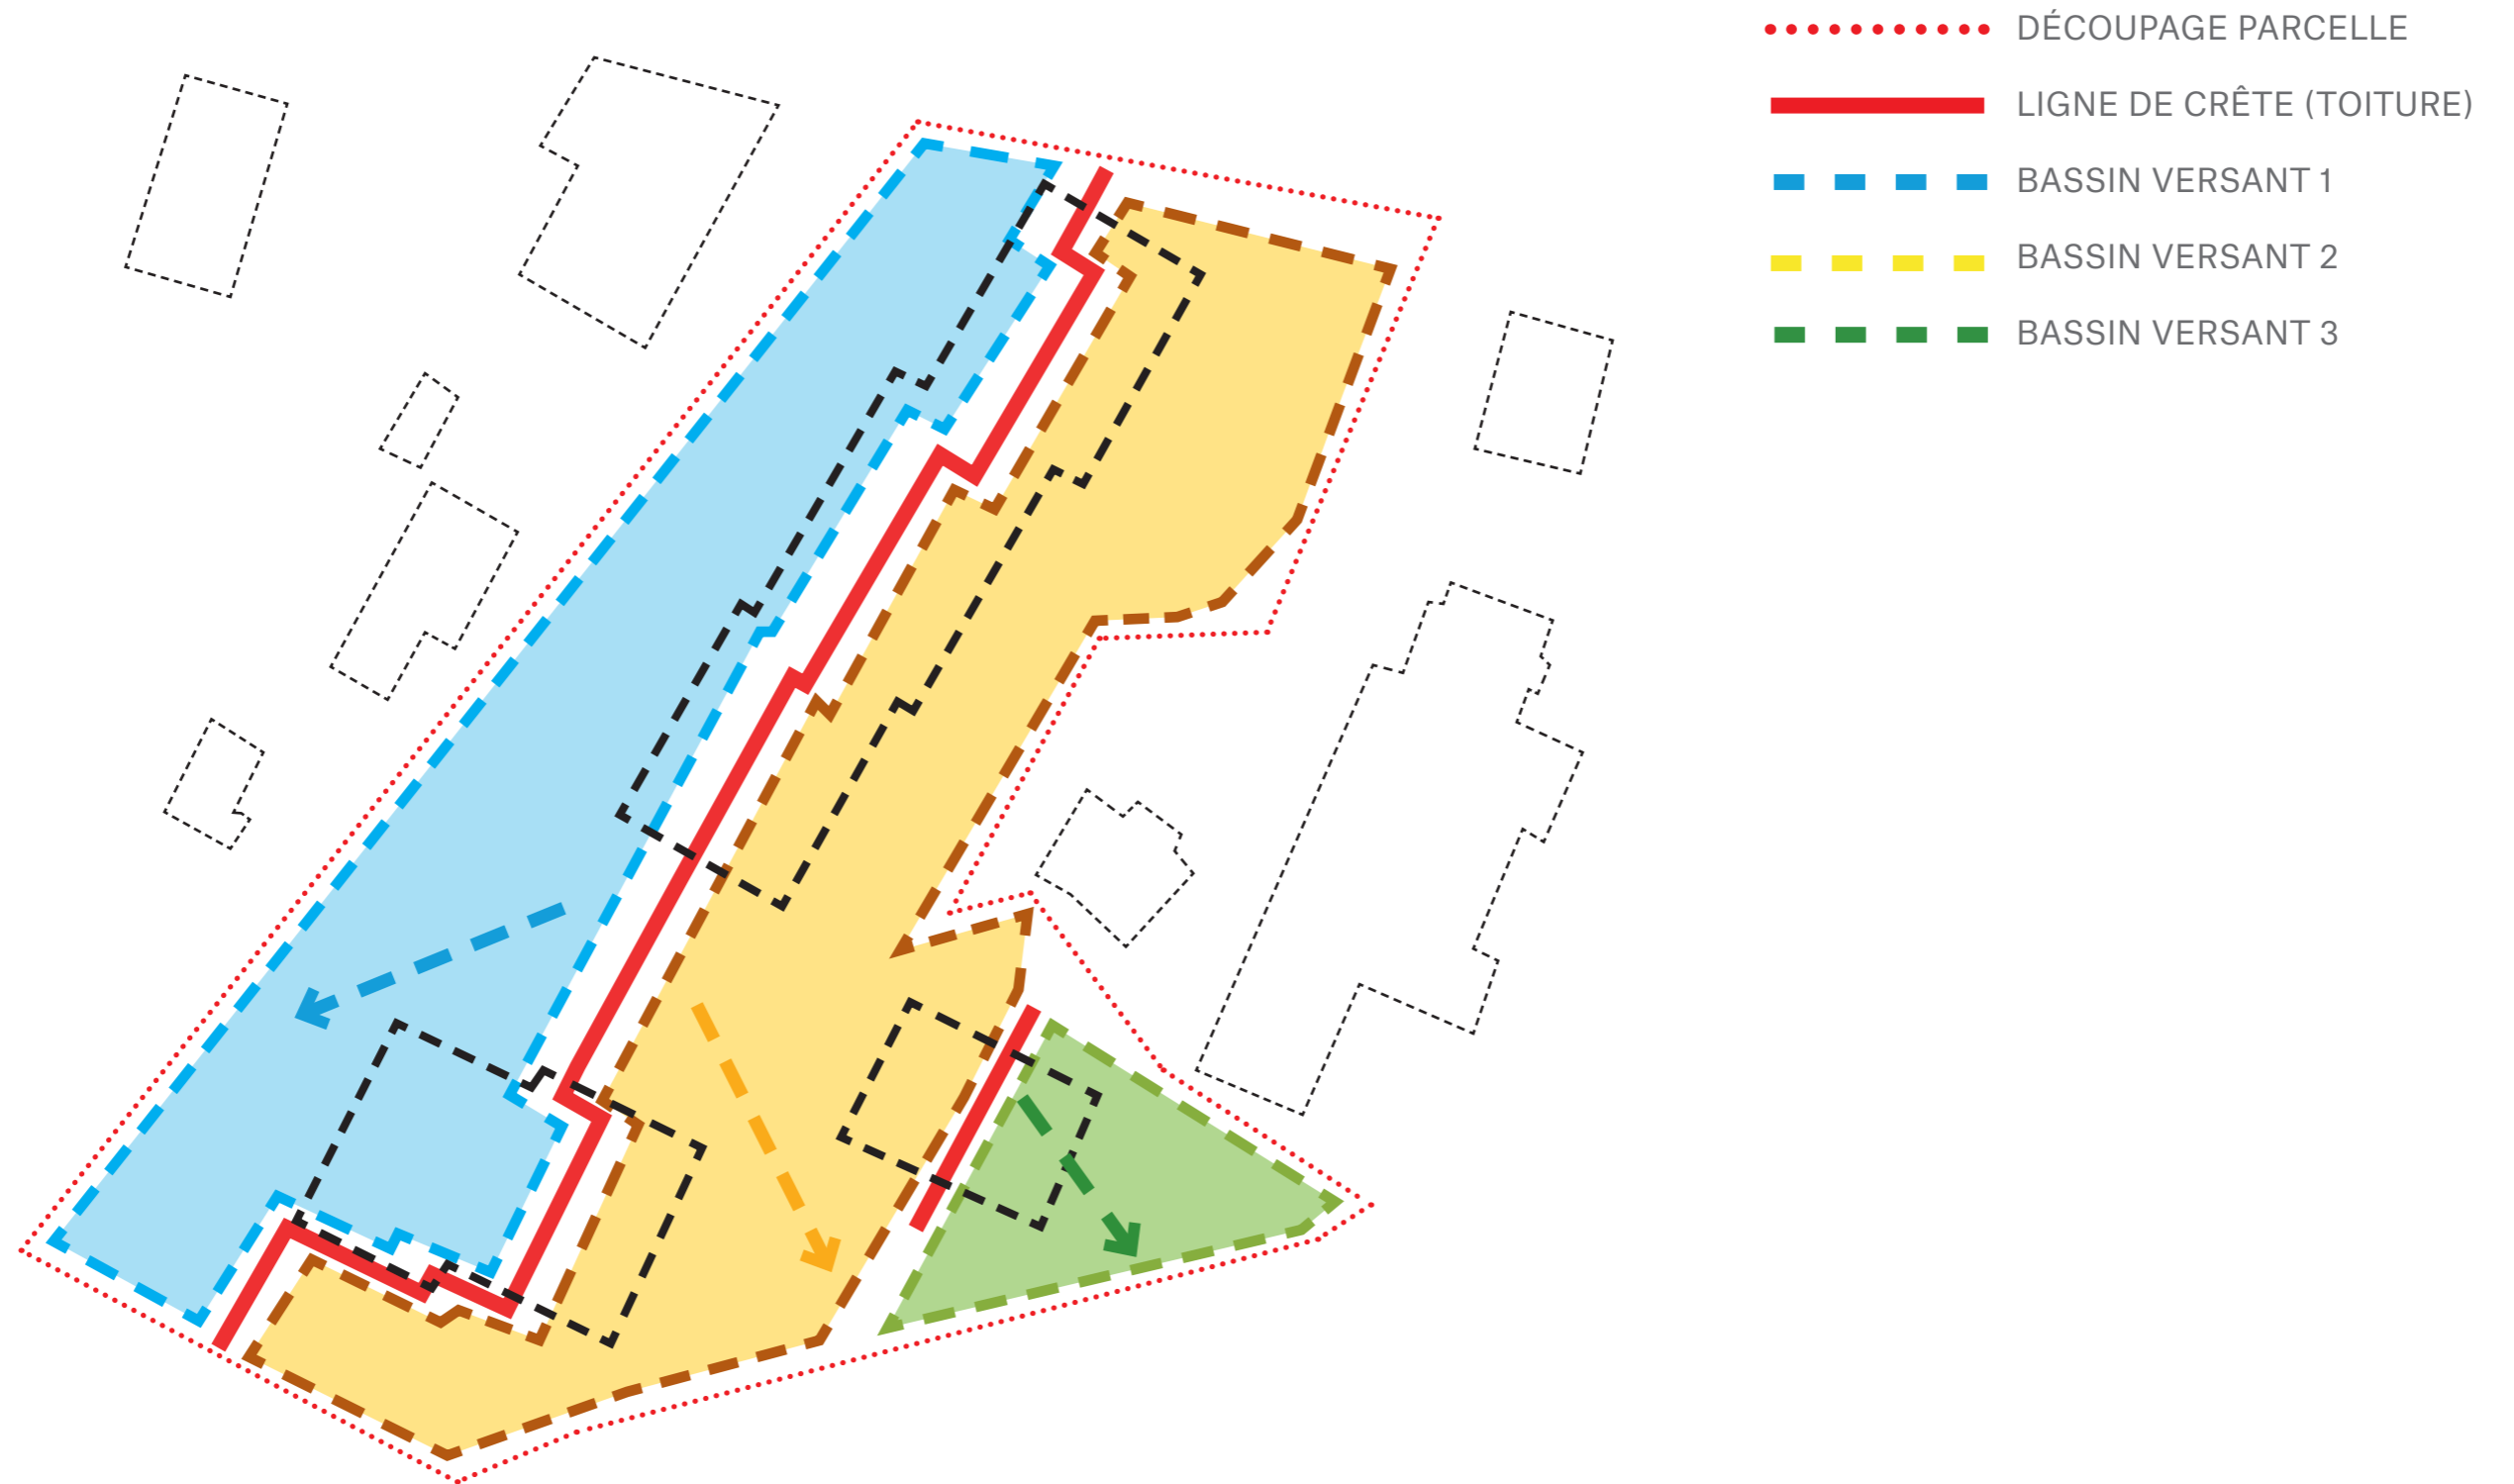 DÉCOUPAGE PARCELLE
LIGNE DE CRÊTE (TOITURE)
BASSIN VERSANT 1
BASSIN VERSANT 2
BASSIN VERSANT 3